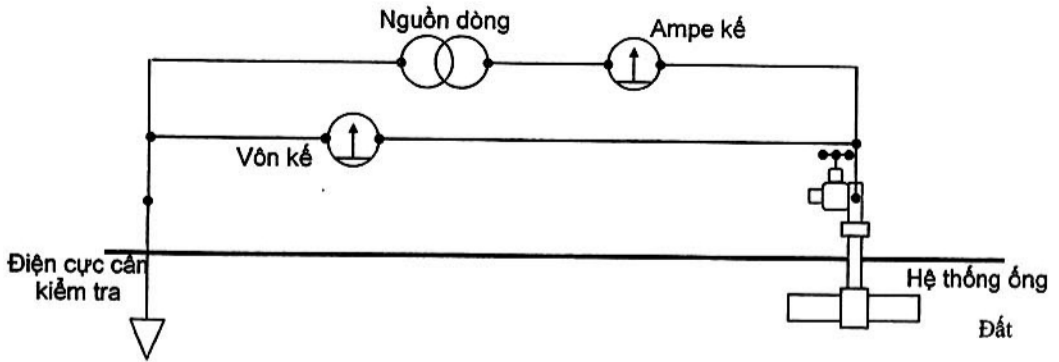 Nguồn dòng
Ampe kế
Vôn kế
Điện cực cần
kiểm tra
Hệ thống ống
Đất